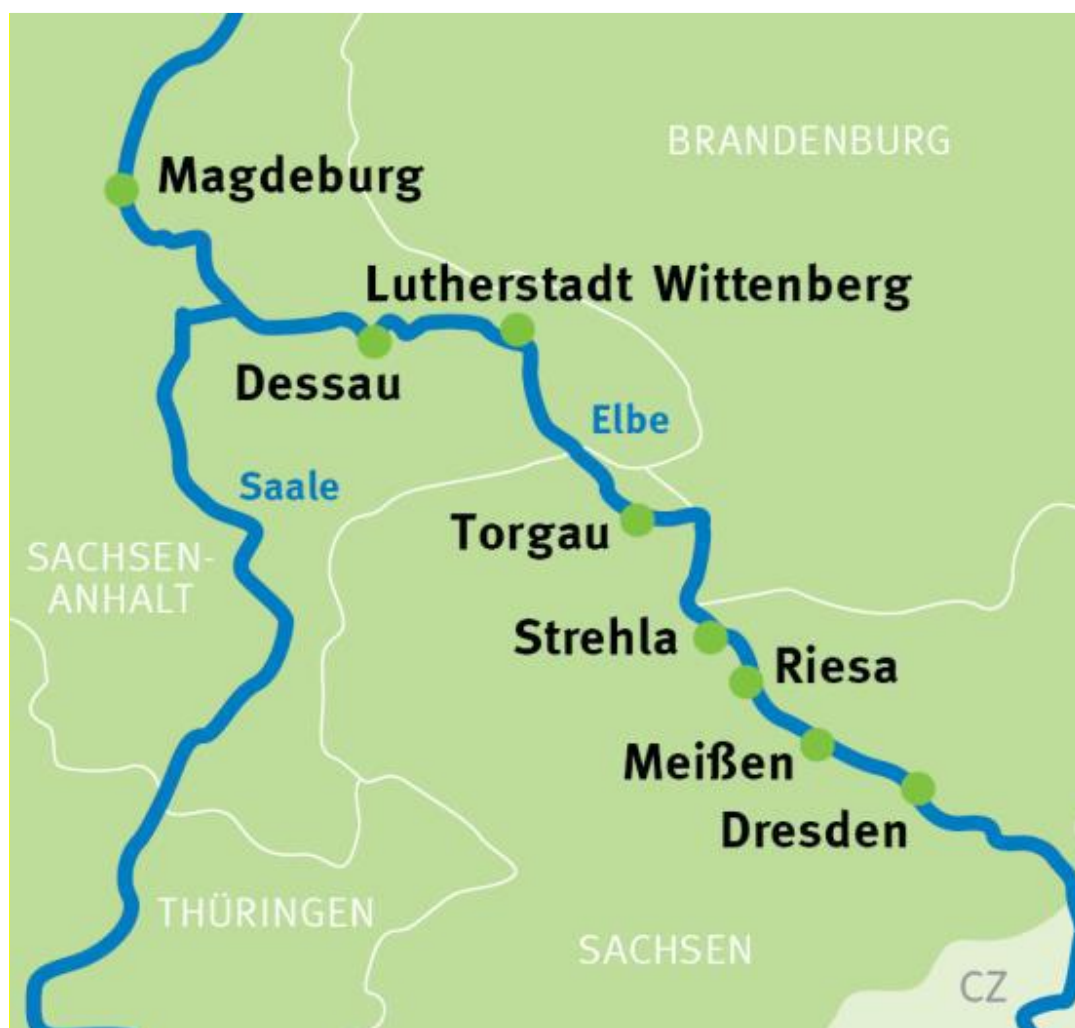 BRANDENBURG
Magdeburg
Lutherstadt Wittenberg
Dessau
Elbe
Saale
Torgau
SACHSEN-
ANHALT
Strehla
Riesa
Meißen
Dresden
THÜRINGEN
SACHSEN
CZ